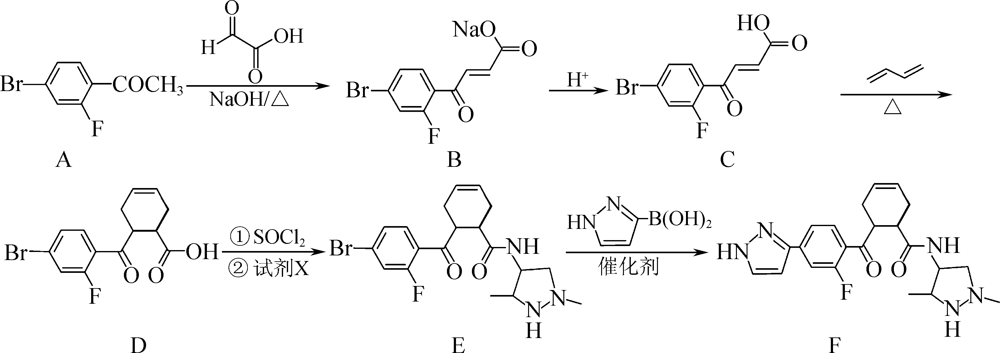 O
H
OH
O
Br
COCH₃
F
NaOH/△
A
NaO
O
Br
O
F
B
H⁺
HO
O
Br
O
F
C
△
Br
O
O
OH
F
D
① SOCl₂
② 试剂X
Br
O
O
NH
F
N
N
H
E
N
HN
B(OH)₂
催化剂
N
HN
O
O
NH
F
N
N
H
F